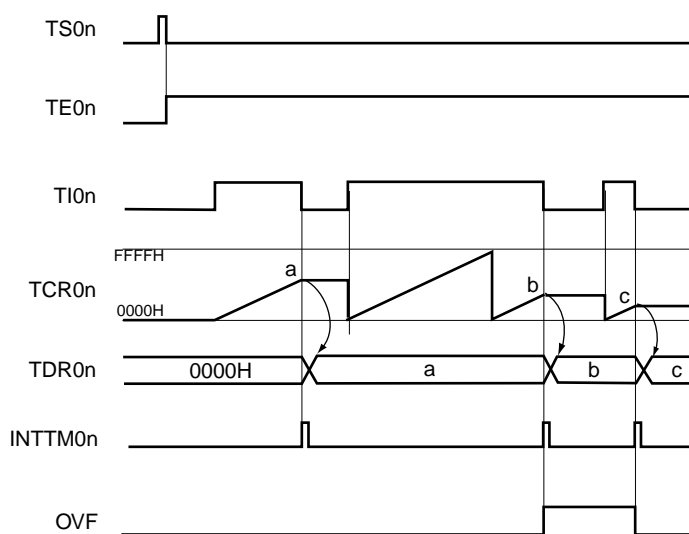 TS0n
TE0n
TI0n
FFFFH
a
b
c
TCR0n
0000H
TDR0n
0000H
a
b
c
INTTM0n
OVF